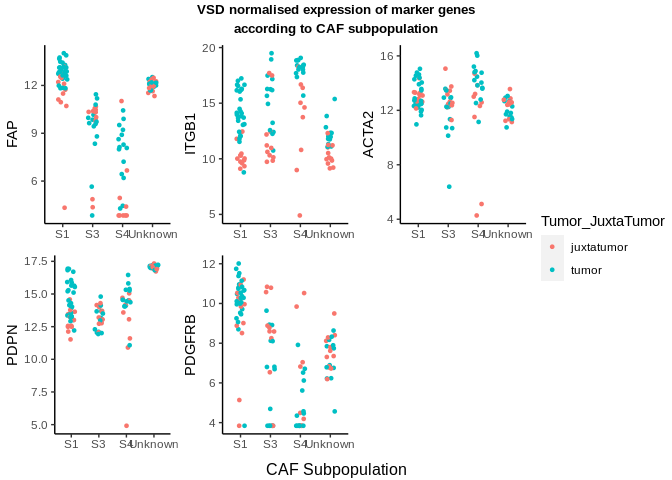 VSD normalised expression of marker genes
according to CAF subpopulation
FAP
12
9
6
S1 S3 S4 Unknown
ITGB1
20
15
10
5
S1 S3 S4 Unknown
ACTA2
16
12
8
4
S1 S3 S4 Unknown
PDPN
17.5
15.0
12.5
10.0
7.5
5.0
S1 S3 S4 Unknown
PDGFRB
12
10
8
6
4
S1 S3 S4 Unknown
Tumor_JuxtaTumor
juxtatumor
tumor
CAF Subpopulation